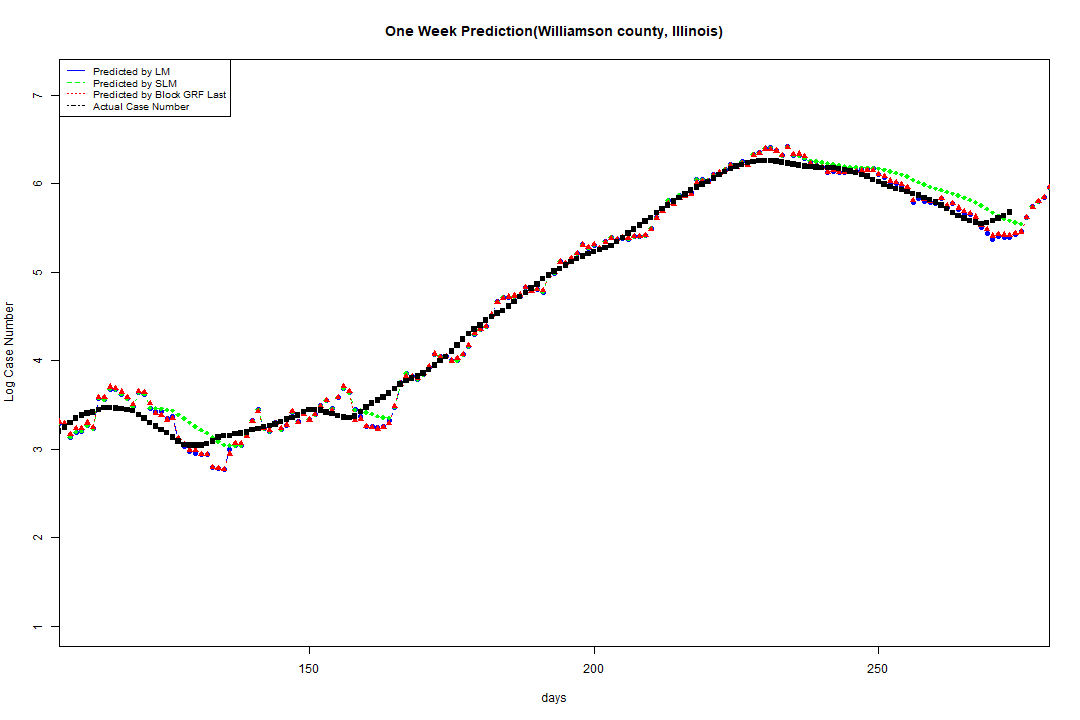 One Week Prediction(Williamson county, Illinois)
Predicted by LM
Predicted by SLM
Predicted by Block GRF Last
Actual Case Number
7
6
5
4
3
2
1
Log Case Number
150
200
250
days